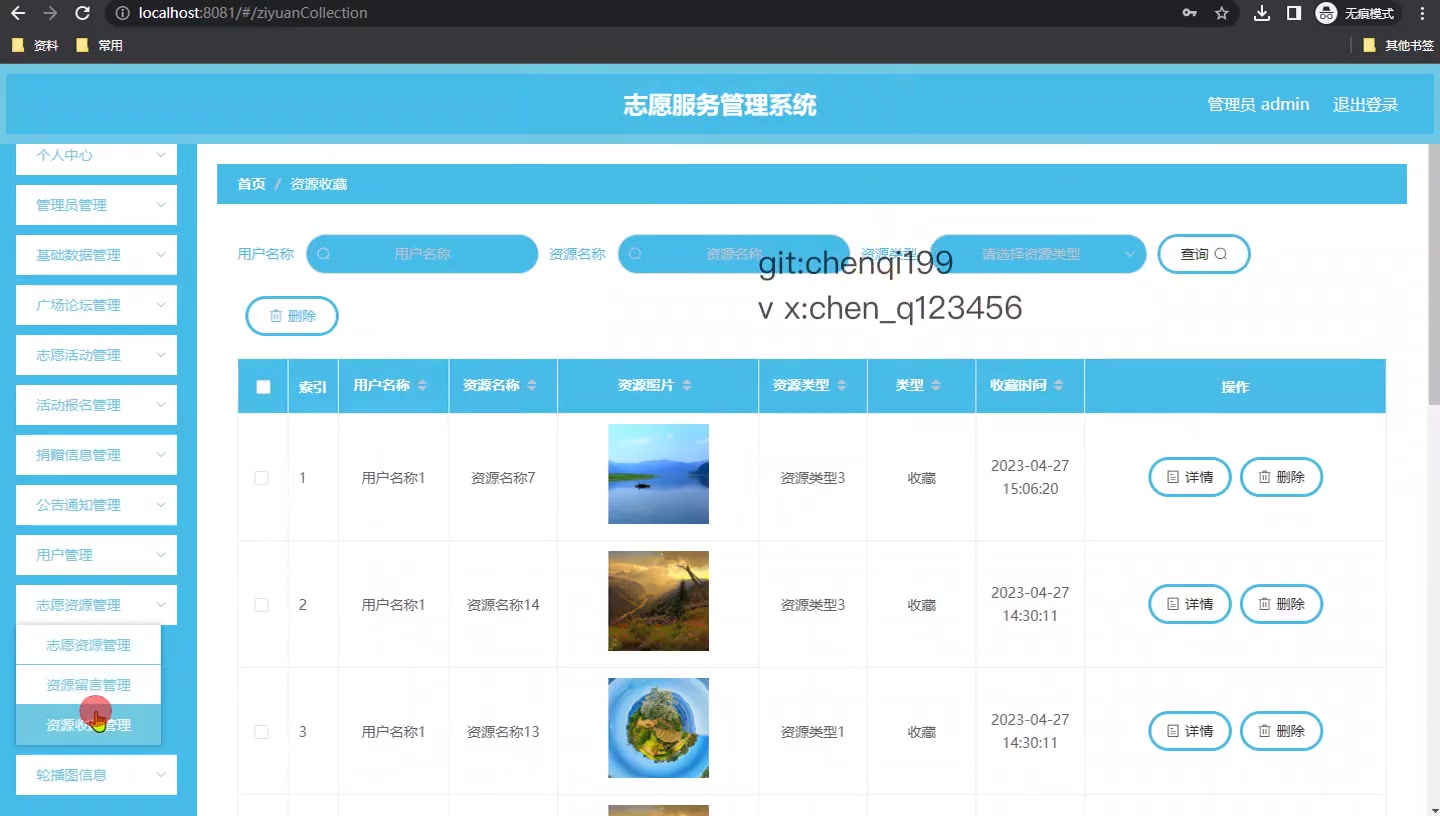 localhost:8081/#/ziyuanCollection
无痕模式
资料 常用 其他书签
志愿服务管理系统
管理员 admin 退出登录
个人中心
管理员管理
基础数据管理
广场论坛管理
志愿活动管理
活动报名管理
捐赠信息管理
公告通知管理
用户管理
志愿资源管理
志愿资源管理
资源留言管理
资源收藏管理
轮播图信息
首页 / 资源收藏
用户名称 用户名称 资源名称 资源名称 资源类型 请选择资源类型 查询
git:chenqi199
v x:chen_q123456
删除
索引 用户名称 资源名称 资源照片 资源类型 类型 收藏时间 操作
1 用户名称1 资源名称7 资源类型3 收藏 2023-04-27 15:06:20 详情 删除
2 用户名称1 资源名称14 资源类型3 收藏 2023-04-27 14:30:11 详情 删除
3 用户名称1 资源名称13 资源类型1 收藏 2023-04-27 14:30:11 详情 删除